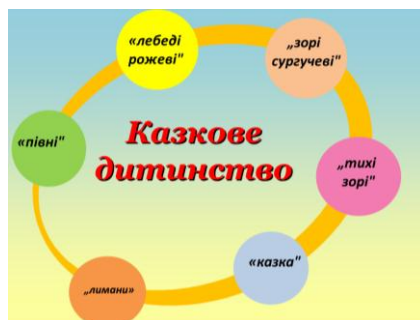 «лебеді
рожеві"
„зорі
сургучеві"
«півні"
Казкове
дитинство
„тихі
зорі"
«казка"
„лимани»